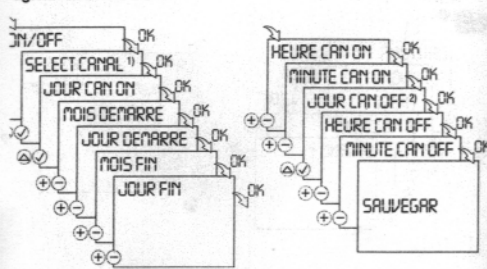 ON/OFF
OK
SELECT CANAL 1)
OK
JOUR CAN ON
OK
MOIS DEMARRE
OK
JOUR DEMARRE
OK
MOIS FIN
OK
JOUR FIN
OK
HEURE CAN ON
OK
MINUTE CAN ON
OK
JOUR CAN OFF 2)
OK
HEURE CAN OFF
OK
MINUTE CAN OFF
OK
SAUVEGAR